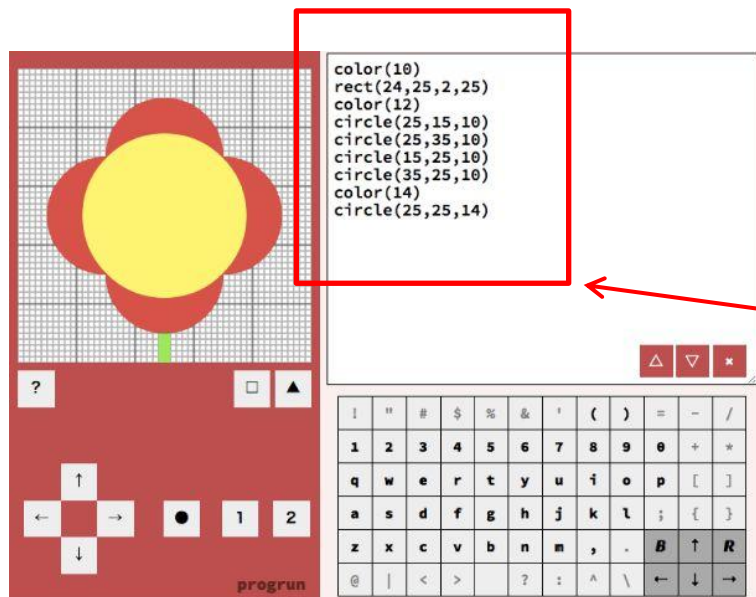 color(10)
rect(24,25,2,25)
color(12)
circle(25,15,10)
circle(25,35,10)
circle(15,25,10)
circle(35,25,10)
color(14)
circle(25,25,14)
△ ▽ ×
? □ ▲
! " # $ % & ' ( ) = - /
1 2 3 4 5 6 7 8 9 0 + *
q w e r t y u i o p [ ]
a s d f g h j k l ; { }
z x c v b n m , . B ↑ R
@ | < > ? : ^ \ ← ↓ →
↑
← → ● 1 2
↓
progrun